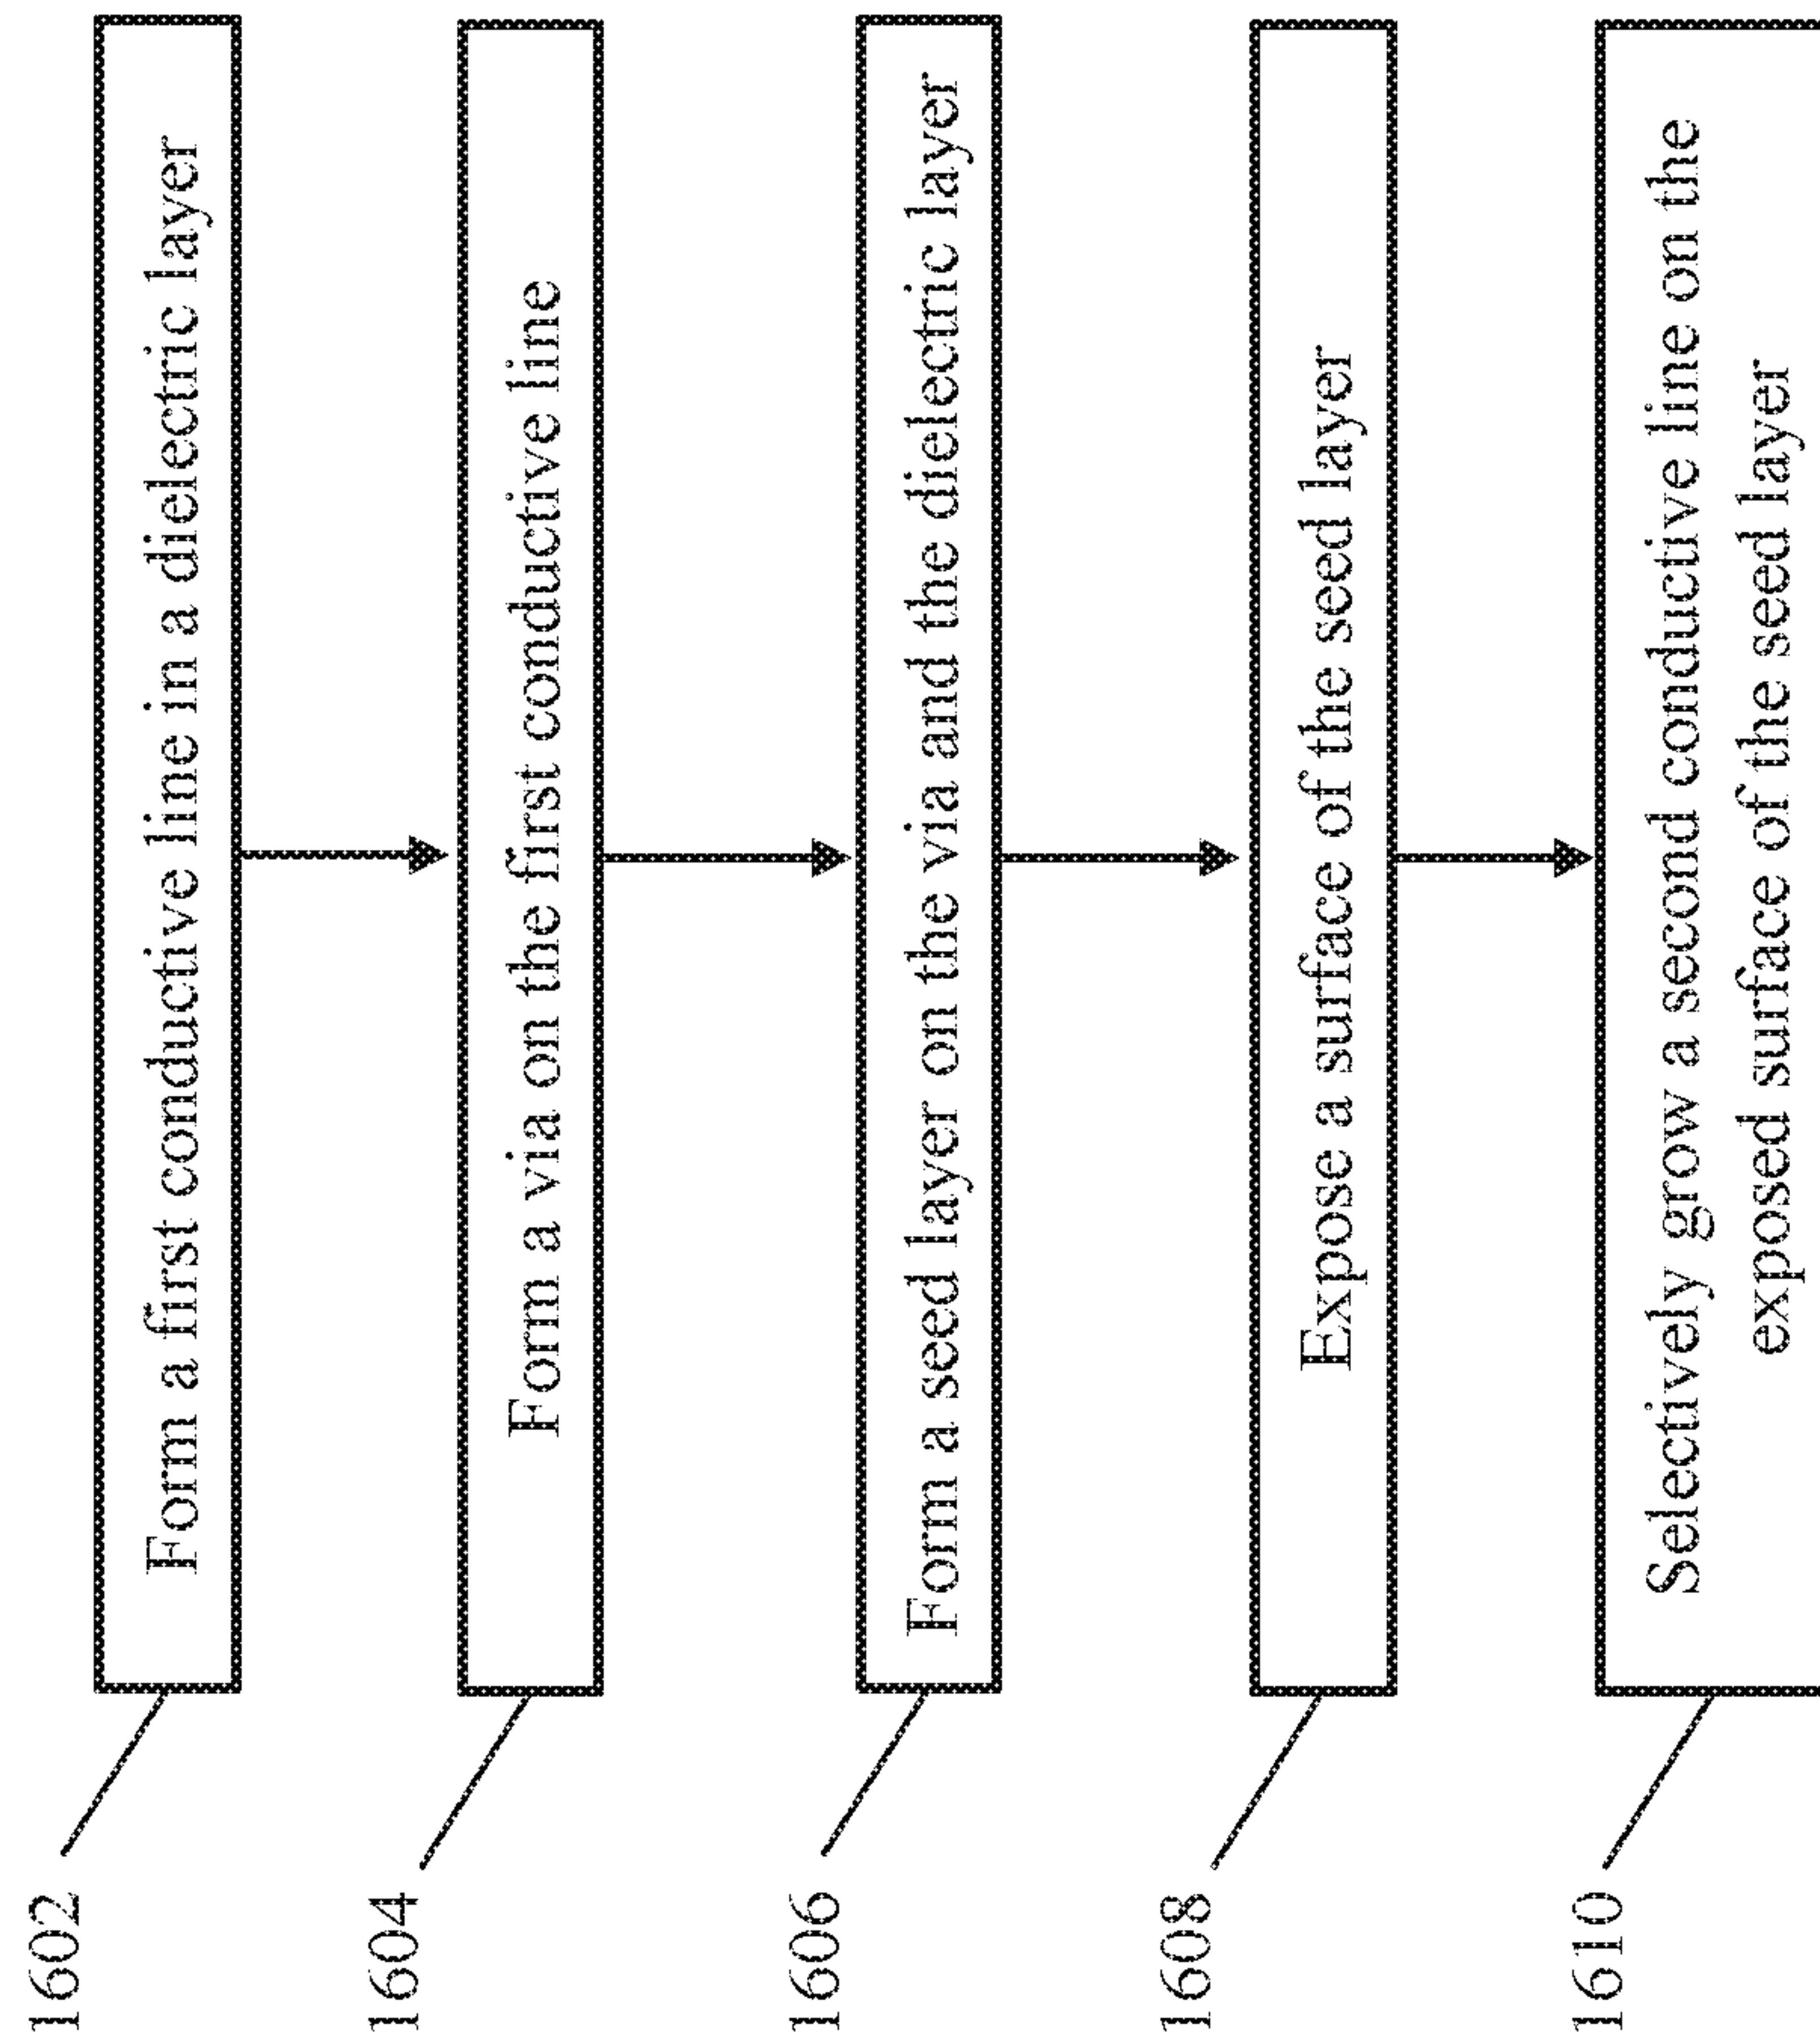 1602
Form a first conductive line in a dielectric layer
1604
Form a via on the first conductive line
1606
Form a seed layer on the via and the dielectric layer
1608
Expose a surface of the seed layer
1610
Selectively grow a second conductive line on the
exposed surface of the seed layer